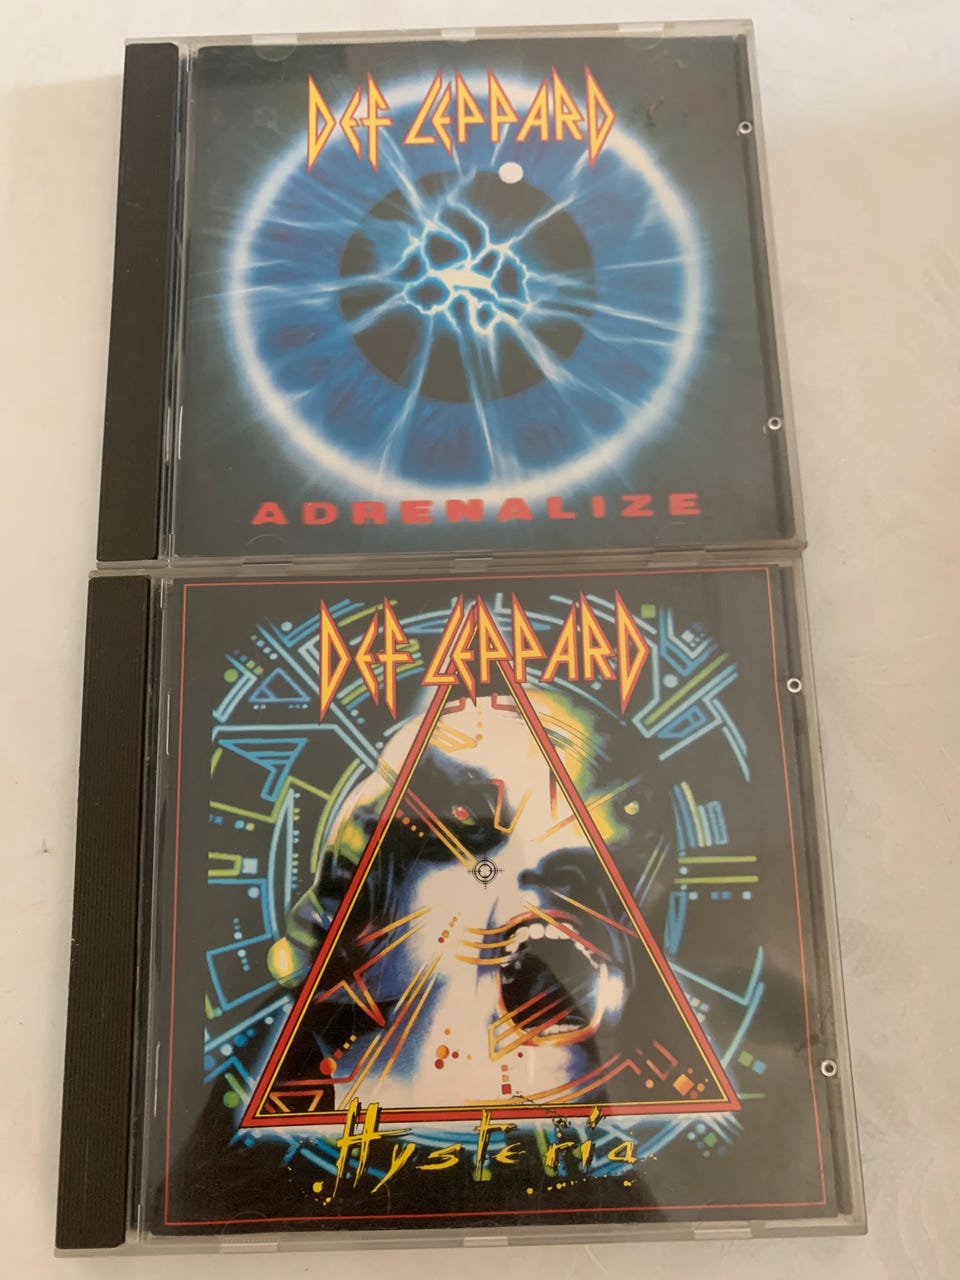 DEF LEPPARD
ADRENALIZE
DEF LEPPARD
Hysteria